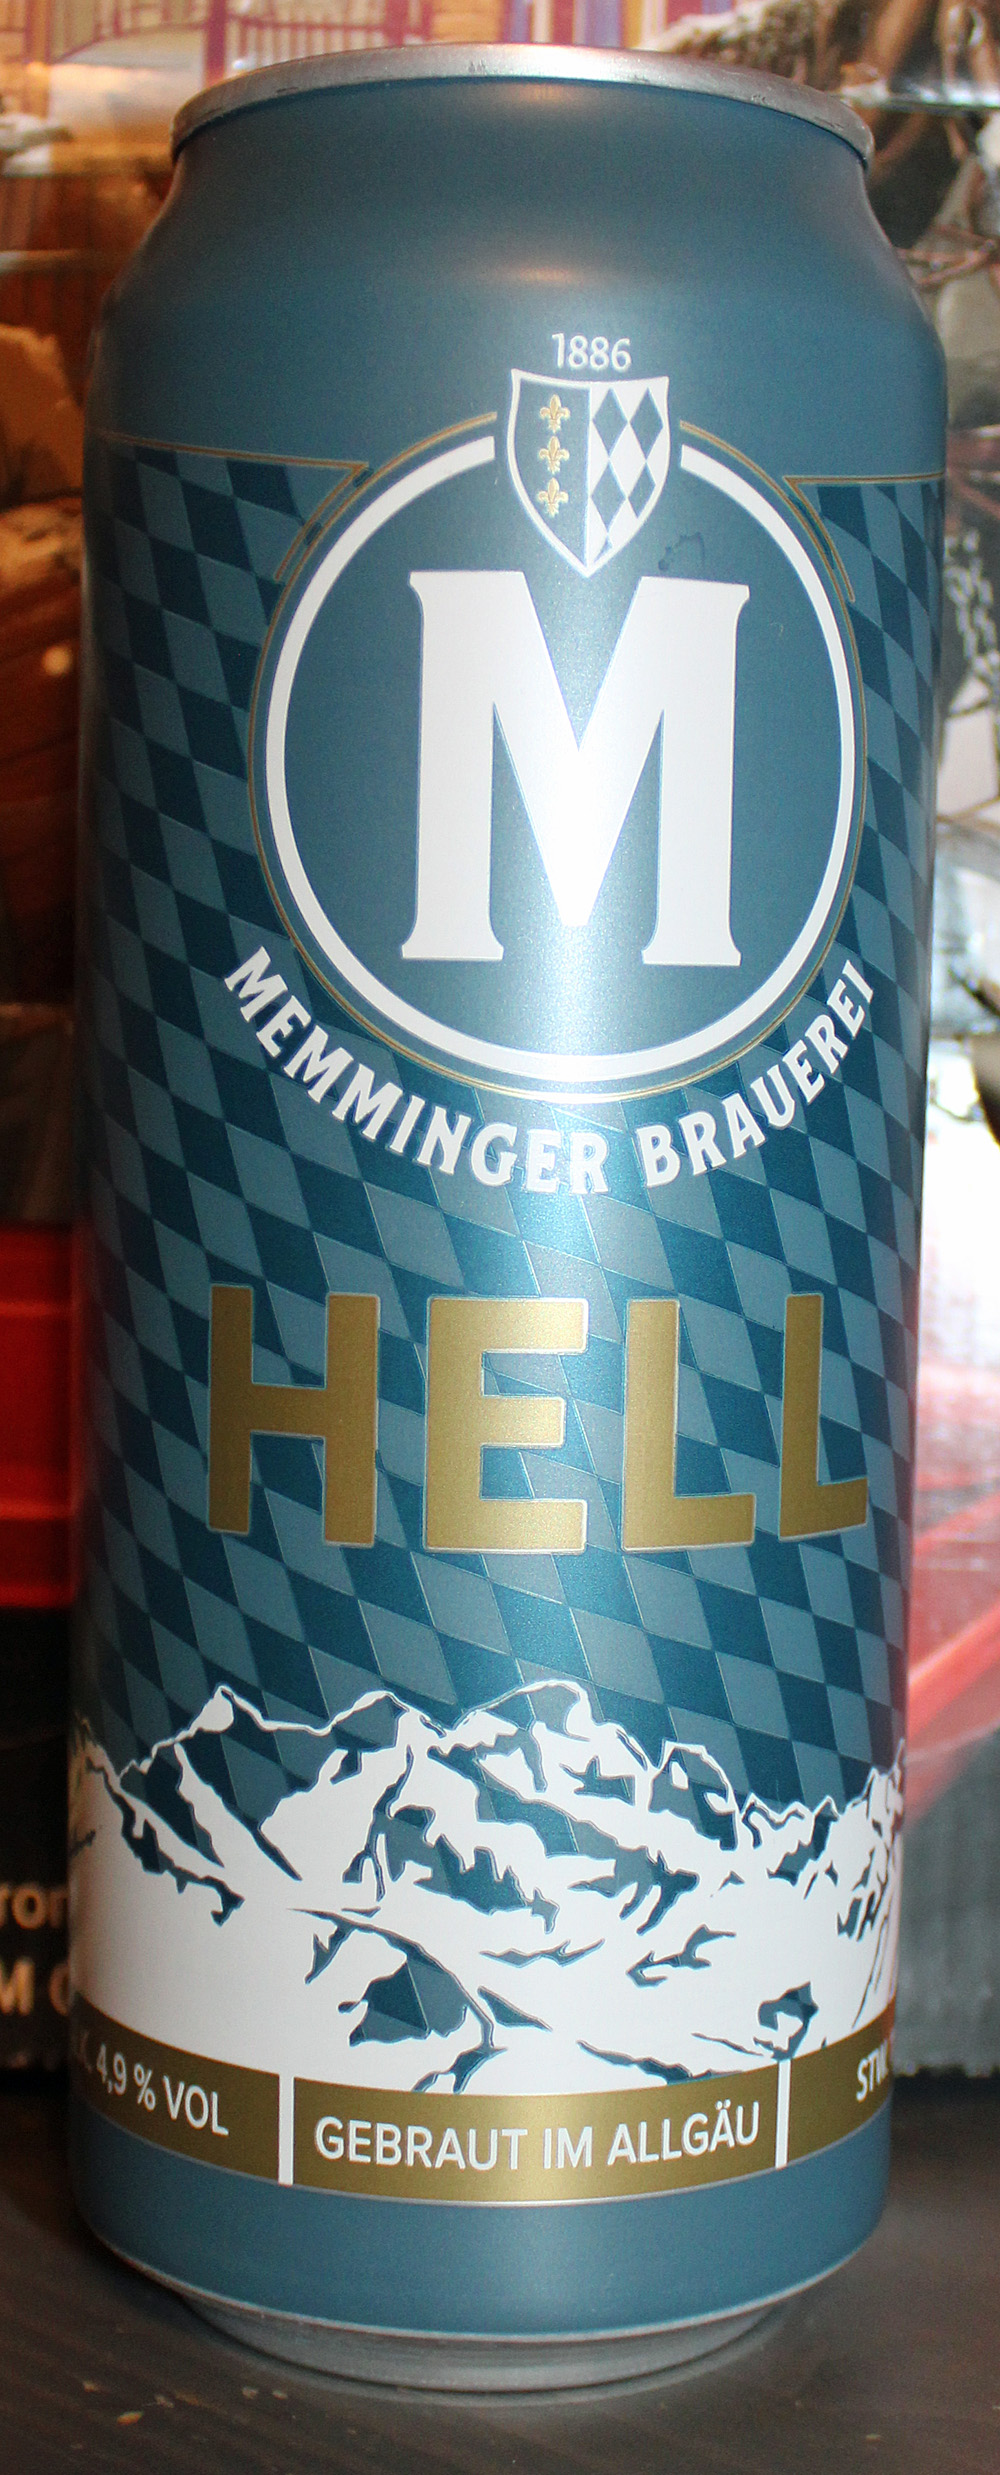 1886
M
MEMMINGER BRAUEREI
HELL
4,9 % VOL
GEBRAUT IM ALLGÄU